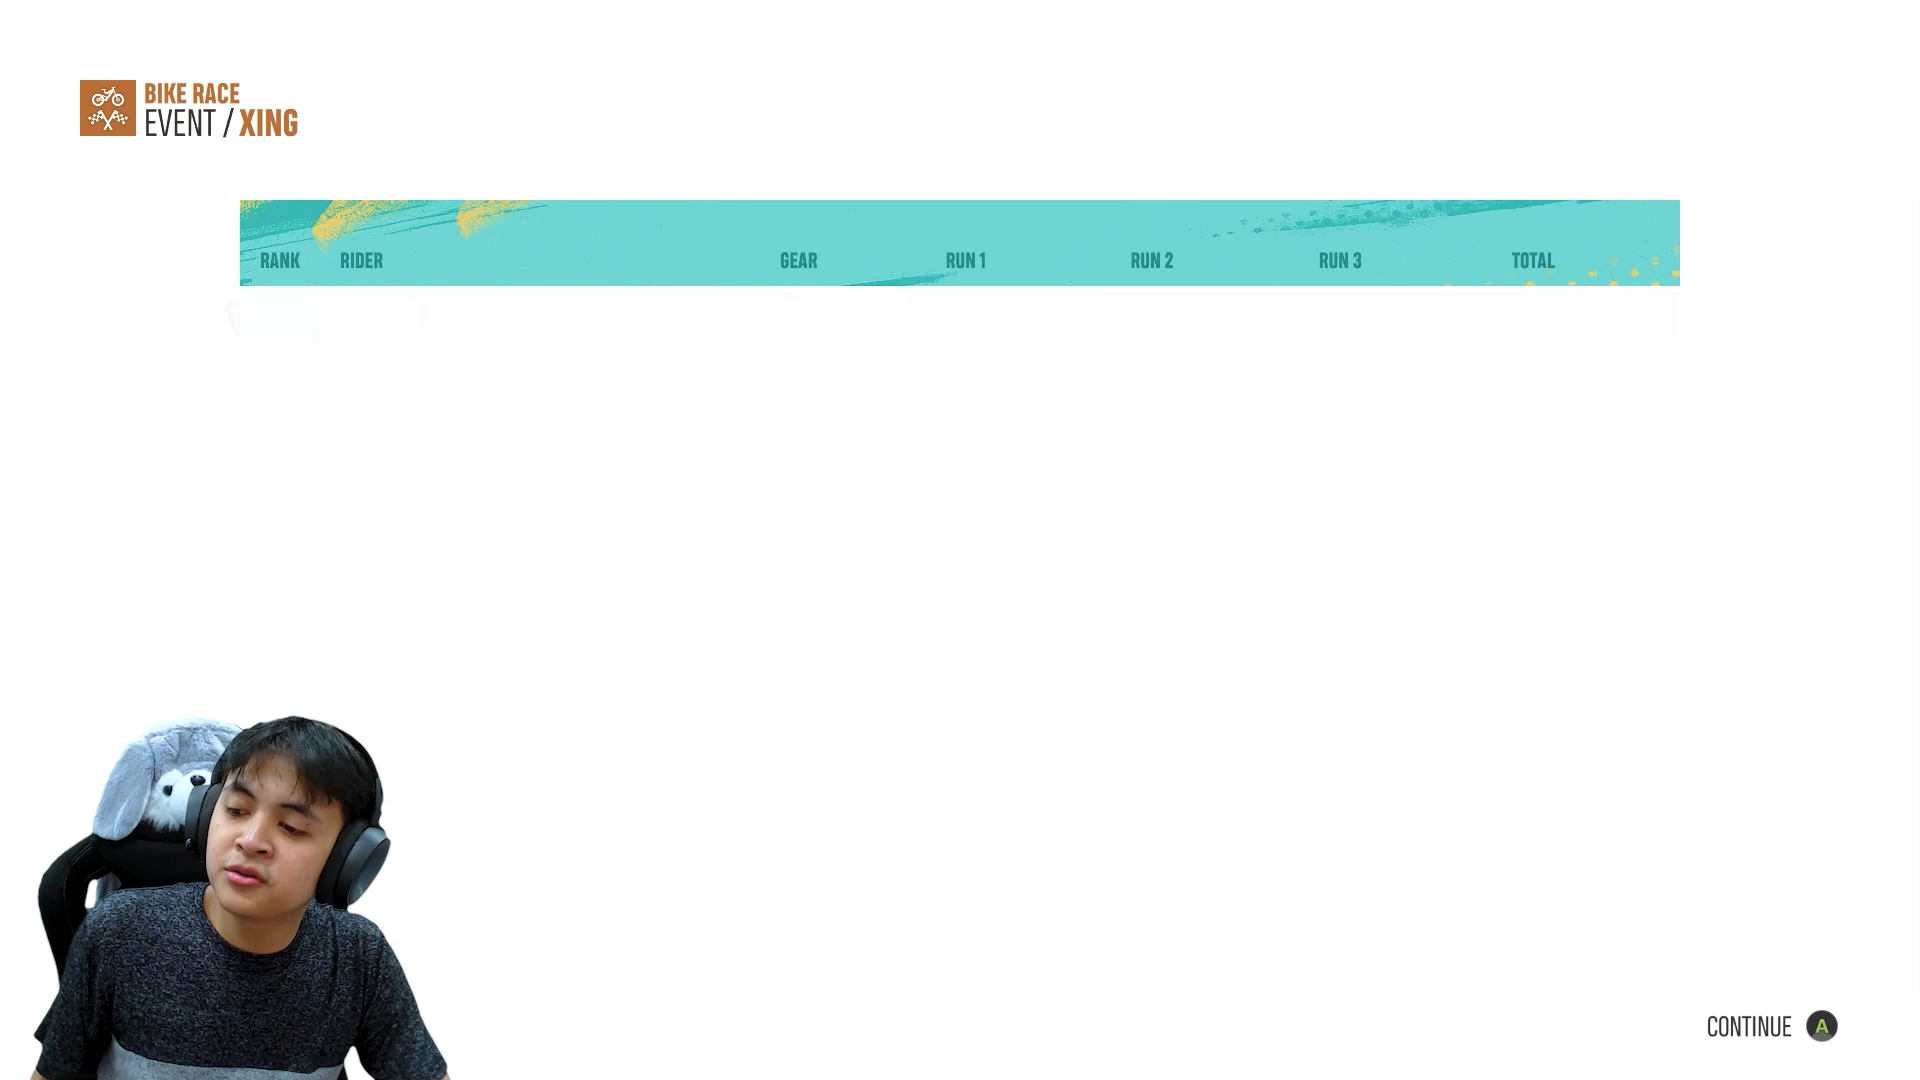 BIKE RACE
EVENT / XING
RANK RIDER GEAR RUN 1 RUN 2 RUN 3 TOTAL
CONTINUE A